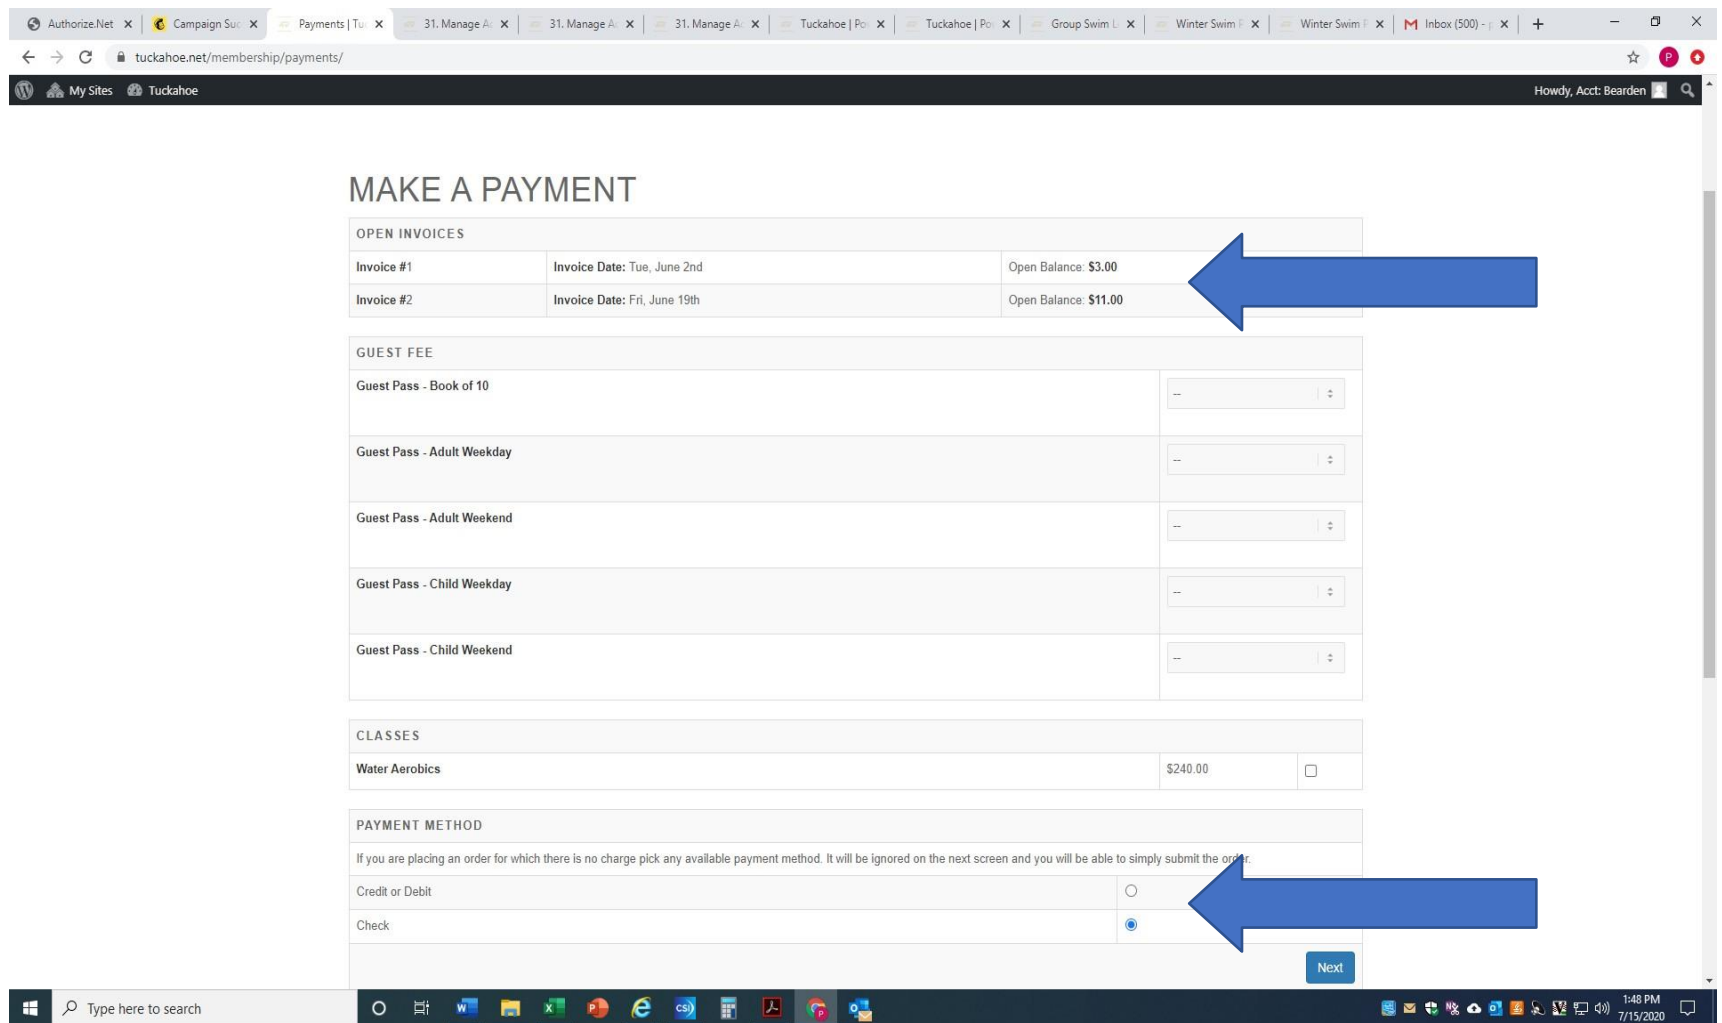 Authorize.Net
Campaign Suc
Payments | Tu
31. Manage A
31. Manage A
31. Manage A
Tuckahoe | Po
Tuckahoe | Po
Group Swim L
Winter Swim
Winter Swim
Inbox (500) -
tuckahoe.net/membership/payments/
P
My Sites Tuckahoe
Howdy, Acct: Bearden
MAKE A PAYMENT
OPEN INVOICES
Invoice #1 Invoice Date: Tue, June 2nd Open Balance: $3.00
Invoice #2 Invoice Date: Fri, June 19th Open Balance: $11.00
GUEST FEE
Guest Pass - Book of 10 --
Guest Pass - Adult Weekday --
Guest Pass - Adult Weekend --
Guest Pass - Child Weekday --
Guest Pass - Child Weekend --
CLASSES
Water Aerobics $240.00
PAYMENT METHOD
If you are placing an order for which there is no charge pick any available payment method. It will be ignored on the next screen and you will be able to simply submit the order.
Credit or Debit
Check
Next
Type here to search
CSI
1:48 PM
7/15/2020